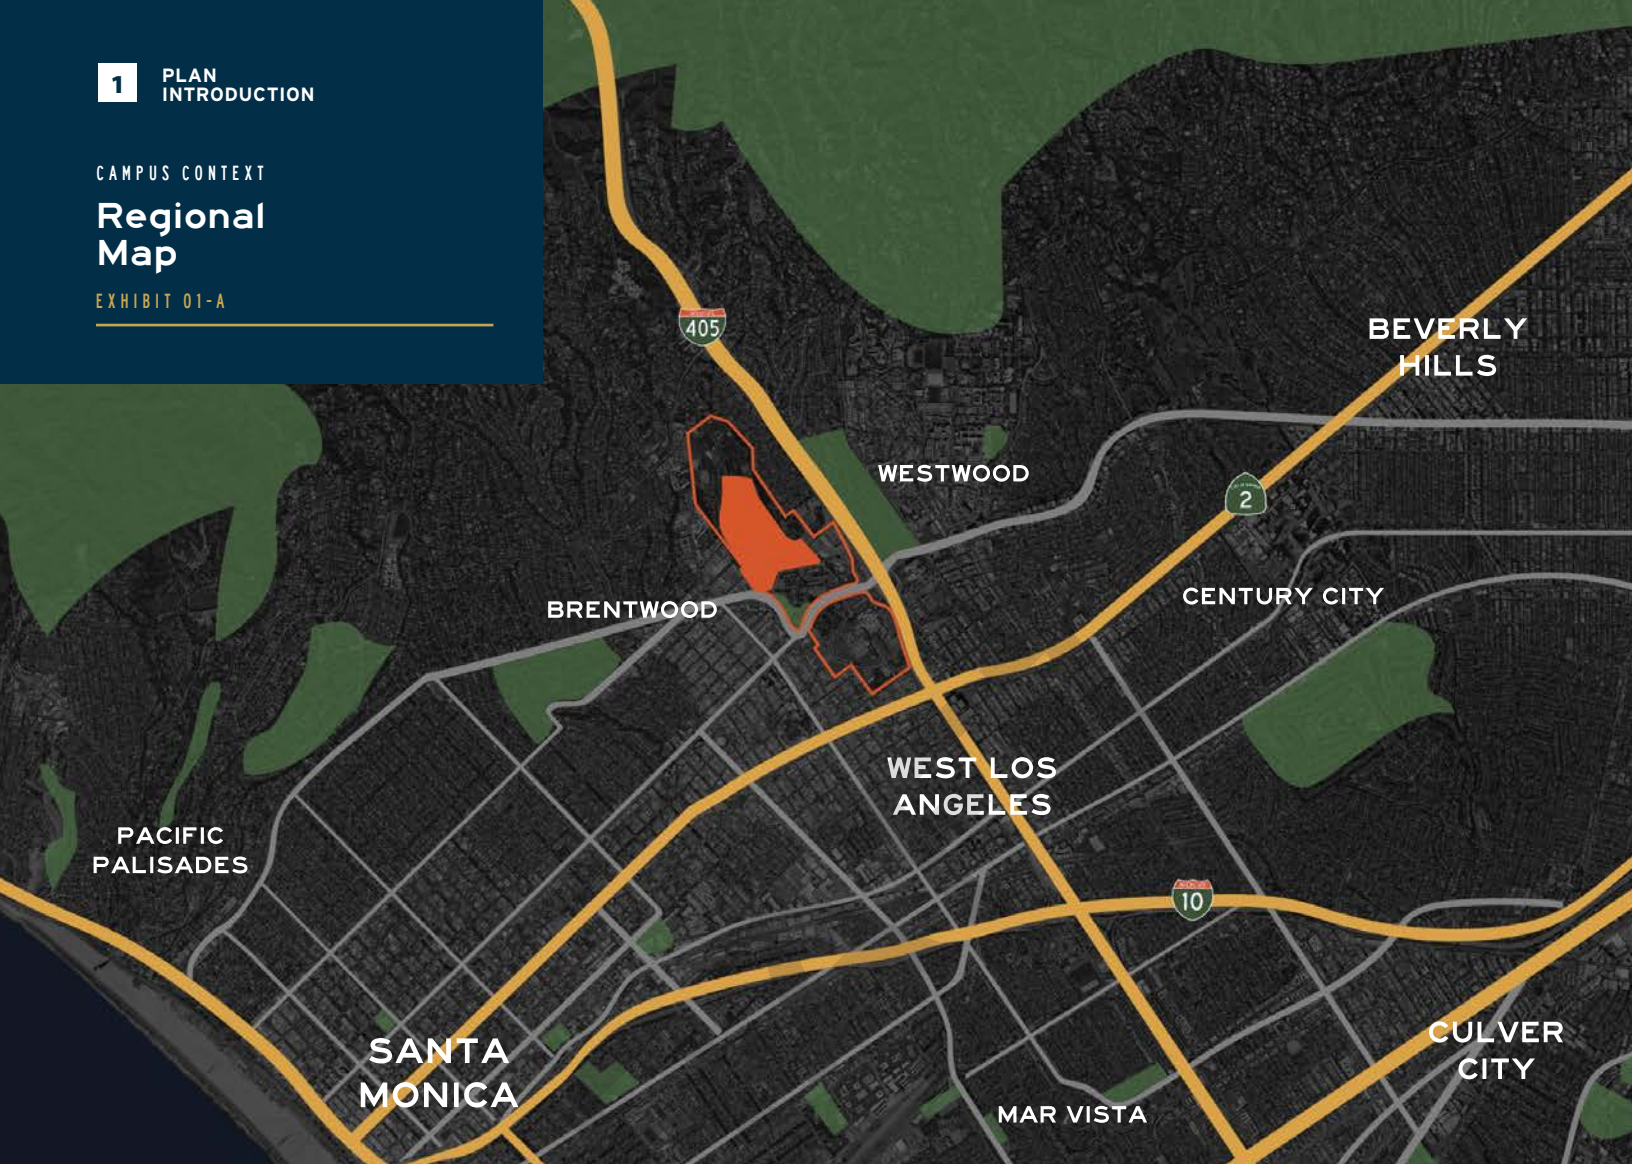 1
PLAN
INTRODUCTION
CAMPUS CONTEXT
Regional
Map
EXHIBIT 01-A
405
BEVERLY
HILLS
WESTWOOD
2
CENTURY CITY
BRENTWOOD
WEST LOS
ANGELES
PACIFIC
PALISADES
10
SANTA
MONICA
CULVER
CITY
MAR VISTA